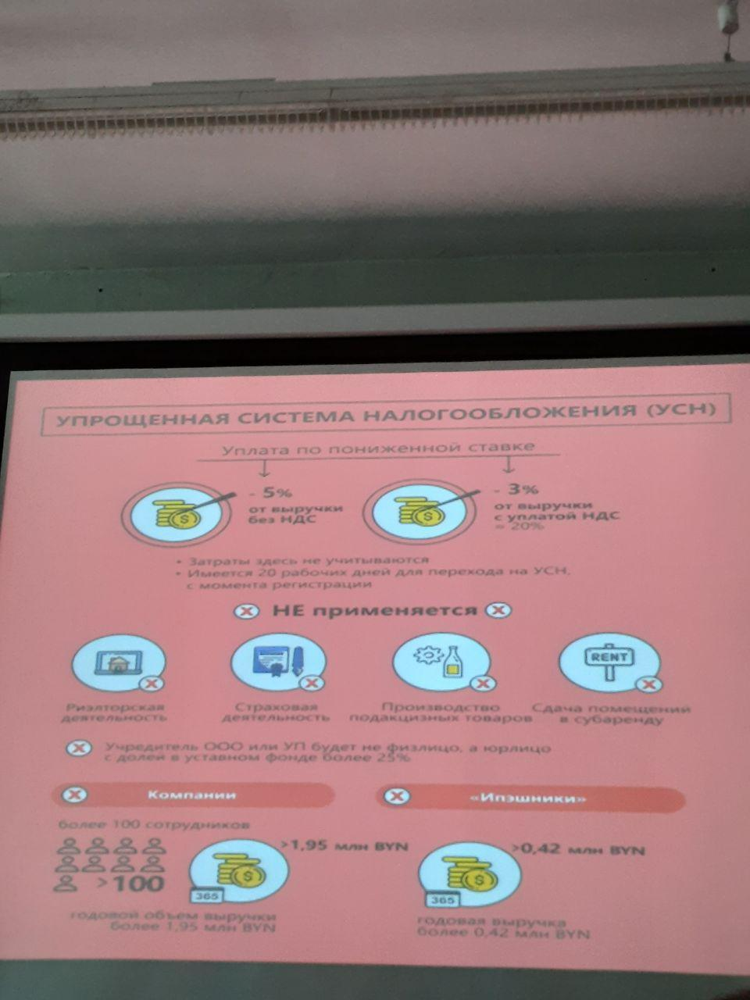 УПРОЩЕННАЯ СИСТЕМА НАЛОГООБЛОЖЕНИЯ (УСН)
Уплата по пониженной ставке
- 5%
от выручки
без НДС
- 3%
от выручки
с уплатой НДС
= 20%
• Затраты здесь не учитываются
• Имеется 20 рабочих дней для перехода на УСН,
с момента регистрации
НЕ применяется
RENT
Риэлторская
деятельность
Страховая
деятельность
Производство
подакцизных товаров
Сдача помещений
в субаренду
Учредитель ООО или УП будет не физлицо, а юрлицо
с долей в уставном фонде более 25%
Компании
более 100 сотрудников
>100
>1,95 млн BYN
365
годовой объем выручки
более 1,95 млн BYN
«Ипэшники»
>0,42 млн BYN
365
годовая выручка
более 0,42 млн BYN